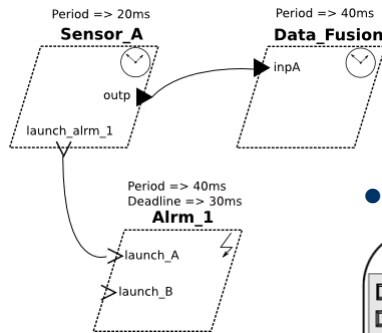 Period => 20ms
Sensor_A
outp
launch_alrm_1
Period => 40ms
Data_Fusion
inpA
Period => 40ms
Deadline => 30ms
Alrm_1
launch_A
launch_B